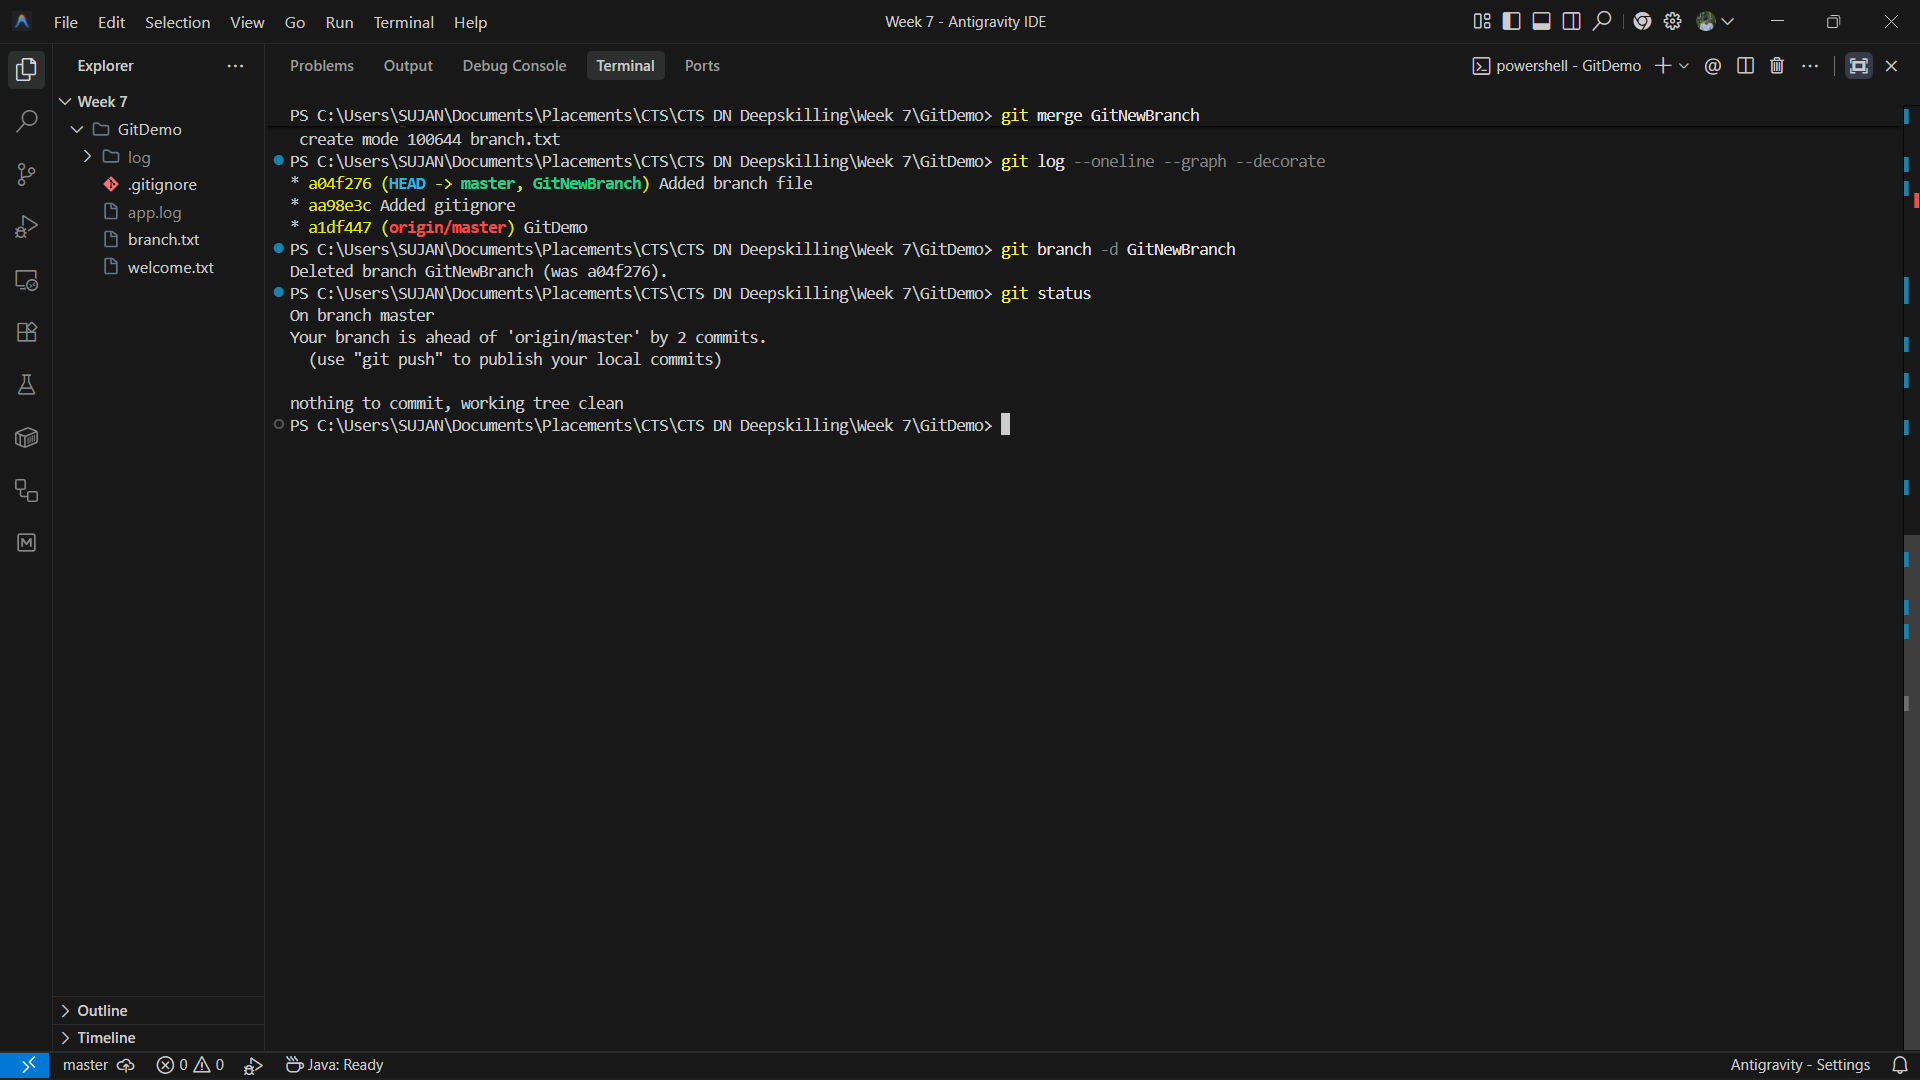 File Edit Selection View Go Run Terminal Help
Week 7 - Antigravity IDE
Explorer
Week 7
GitDemo
log
.gitignore
app.log
branch.txt
welcome.txt
Outline
Timeline
Problems Output Debug Console Terminal Ports
powershell - GitDemo
PS C:\Users\SUJAN\Documents\Placements\CTS\CTS DN Deepskilling\Week 7\GitDemo> git merge GitNewBranch
create mode 100644 branch.txt
PS C:\Users\SUJAN\Documents\Placements\CTS\CTS DN Deepskilling\Week 7\GitDemo> git log --oneline --graph --decorate
* a04f276 (HEAD -> master, GitNewBranch) Added branch file
* aa98e3c Added gitignore
* a1df447 (origin/master) GitDemo
PS C:\Users\SUJAN\Documents\Placements\CTS\CTS DN Deepskilling\Week 7\GitDemo> git branch -d GitNewBranch
Deleted branch GitNewBranch (was a04f276).
PS C:\Users\SUJAN\Documents\Placements\CTS\CTS DN Deepskilling\Week 7\GitDemo> git status
On branch master
Your branch is ahead of 'origin/master' by 2 commits.
(use "git push" to publish your local commits)
nothing to commit, working tree clean
PS C:\Users\SUJAN\Documents\Placements\CTS\CTS DN Deepskilling\Week 7\GitDemo>
master 0 0 Java: Ready
Antigravity - Settings